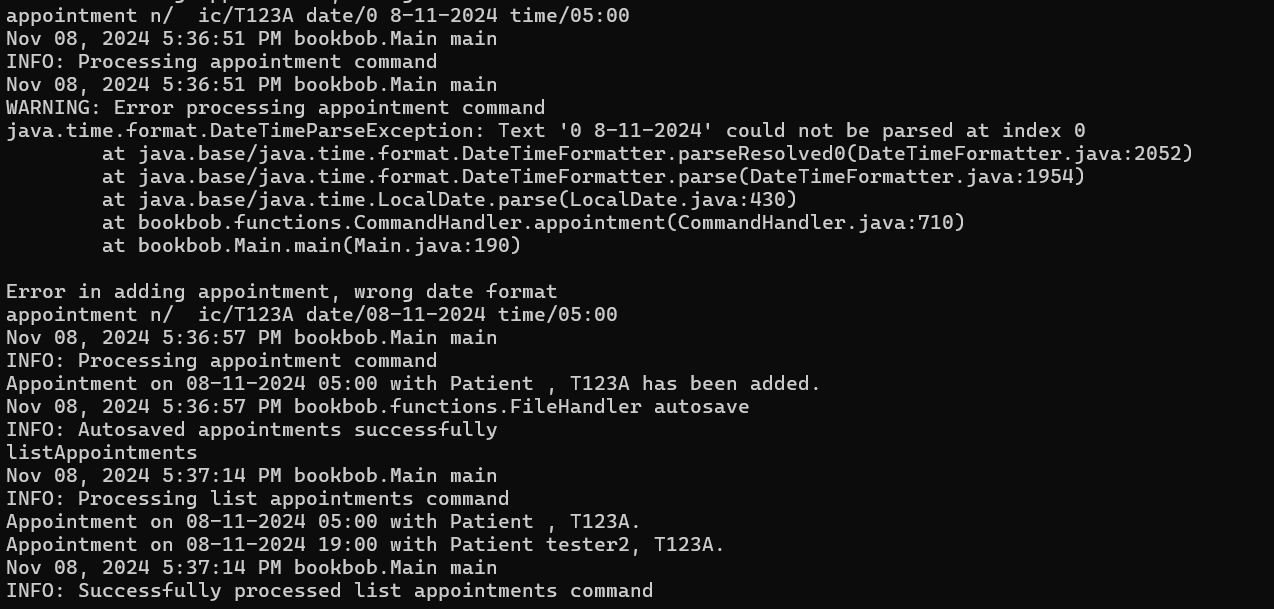 appointment n/  ic/T123A date/0 8-11-2024 time/05:00
Nov 08, 2024 5:36:51 PM bookbob.Main main
INFO: Processing appointment command
Nov 08, 2024 5:36:51 PM bookbob.Main main
WARNING: Error processing appointment command
java.time.format.DateTimeParseException: Text '0 8-11-2024' could not be parsed at index 0
        at java.base/java.time.format.DateTimeFormatter.parseResolved0(DateTimeFormatter.java:2052)
        at java.base/java.time.format.DateTimeFormatter.parse(DateTimeFormatter.java:1954)
        at java.base/java.time.LocalDate.parse(LocalDate.java:430)
        at bookbob.functions.CommandHandler.appointment(CommandHandler.java:710)
        at bookbob.Main.main(Main.java:190)

Error in adding appointment, wrong date format
appointment n/  ic/T123A date/08-11-2024 time/05:00
Nov 08, 2024 5:36:57 PM bookbob.Main main
INFO: Processing appointment command
Appointment on 08-11-2024 05:00 with Patient , T123A has been added.
Nov 08, 2024 5:36:57 PM bookbob.functions.FileHandler autosave
INFO: Autosaved appointments successfully
listAppointments
Nov 08, 2024 5:37:14 PM bookbob.Main main
INFO: Processing list appointments command
Appointment on 08-11-2024 05:00 with Patient , T123A.
Appointment on 08-11-2024 19:00 with Patient tester2, T123A.
Nov 08, 2024 5:37:14 PM bookbob.Main main
INFO: Successfully processed list appointments command